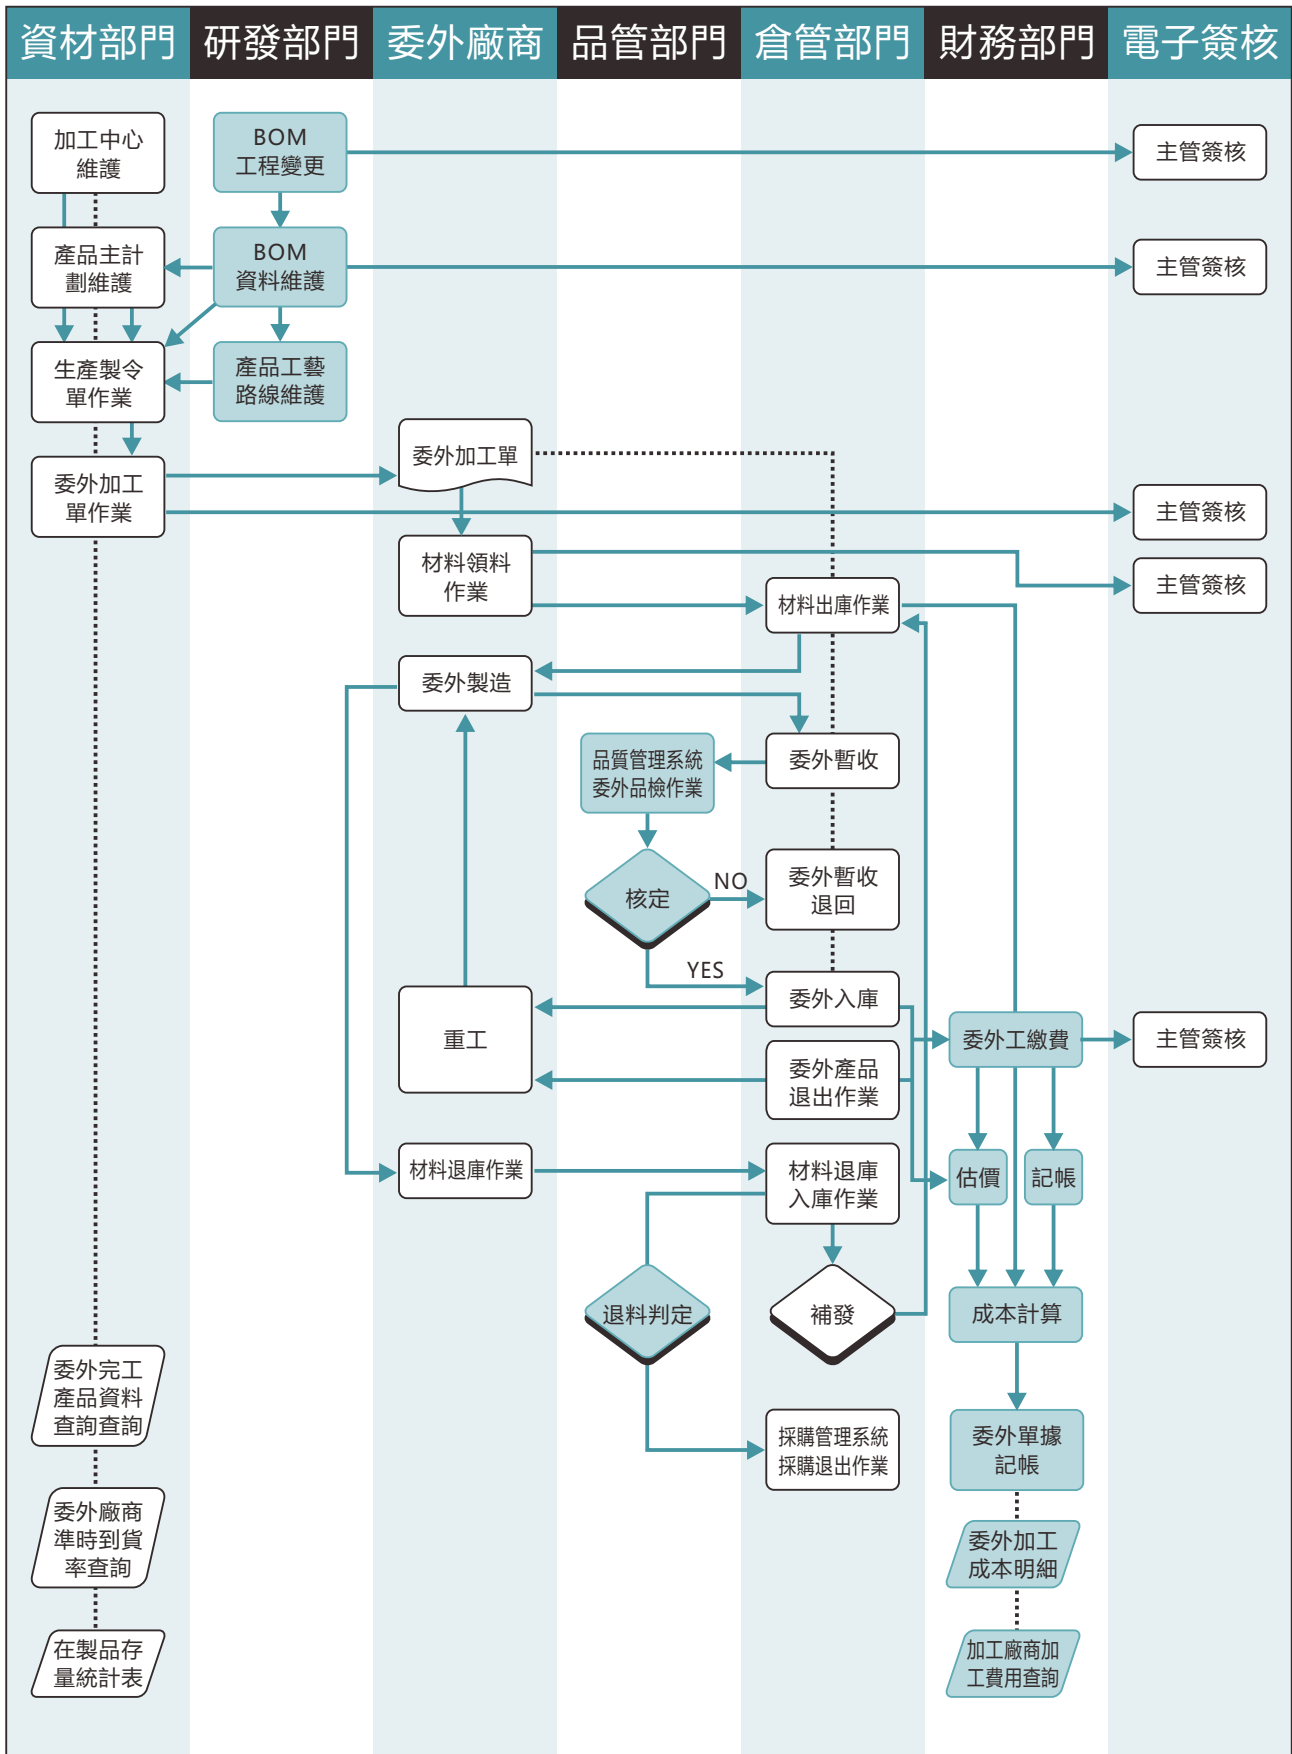 資材部門
研發部門
委外廠商
品管部門
倉管部門
財務部門
電子簽核
加工中心
維護
BOM
工程變更
主管簽核
產品主計
劃維護
BOM
資料維護
主管簽核
生產製令
單作業
產品工藝
路線維護
委外加工單
委外加工
單作業
主管簽核
材料領料
作業
主管簽核
材料出庫作業
委外製造
品質管理系統
委外品檢作業
委外暫收
核定
NO
委外暫收
退回
YES
委外入庫
重工
委外工繳費
主管簽核
委外產品
退出作業
材料退庫作業
材料退庫
入庫作業
估價
記帳
退料判定
補發
成本計算
委外完工
產品資料
查詢查詢
採購管理系統
採購退出作業
委外單據
記帳
委外廠商
準時到貨
率查詢
委外加工
成本明細
在製品存
量統計表
加工廠商加
工費用查詢